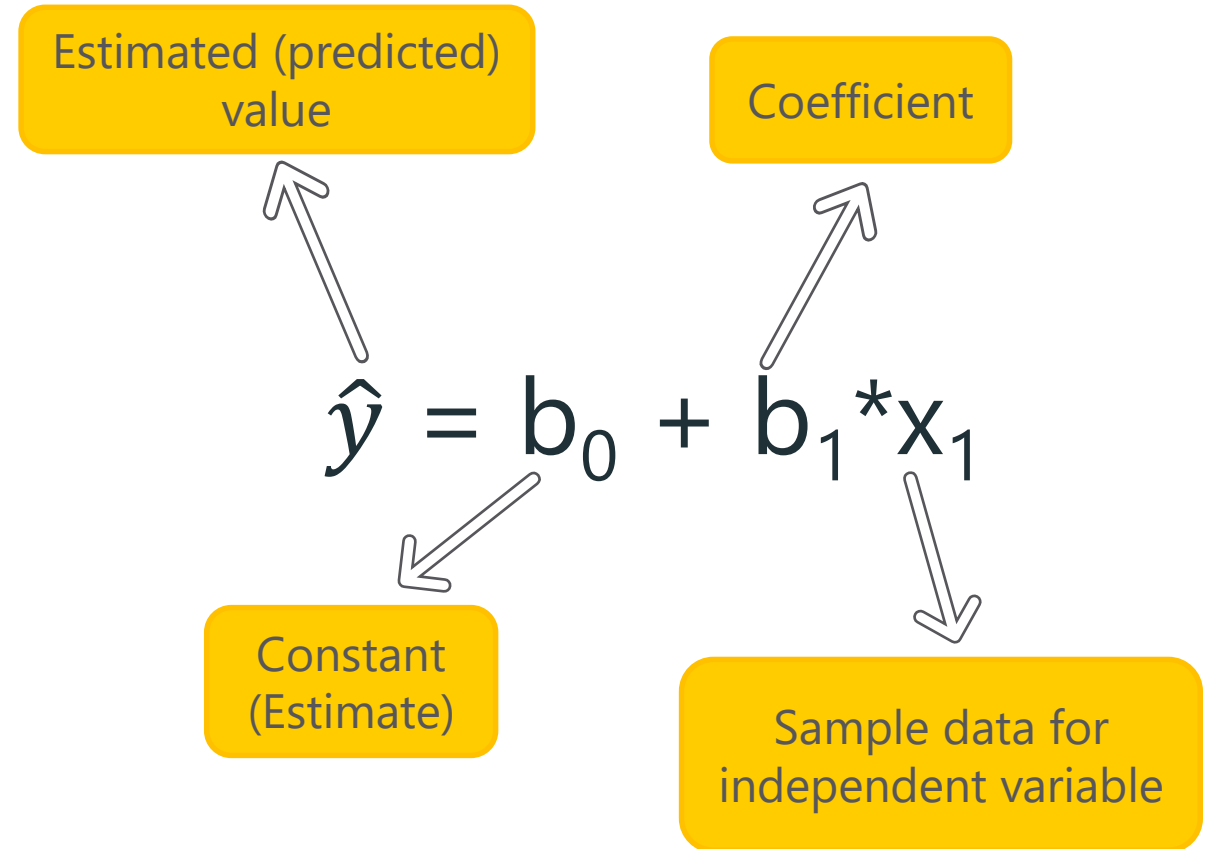 Estimated (predicted)
value
Coefficient
ŷ = b₀ + b₁*x₁
Constant
(Estimate)
Sample data for
independent variable